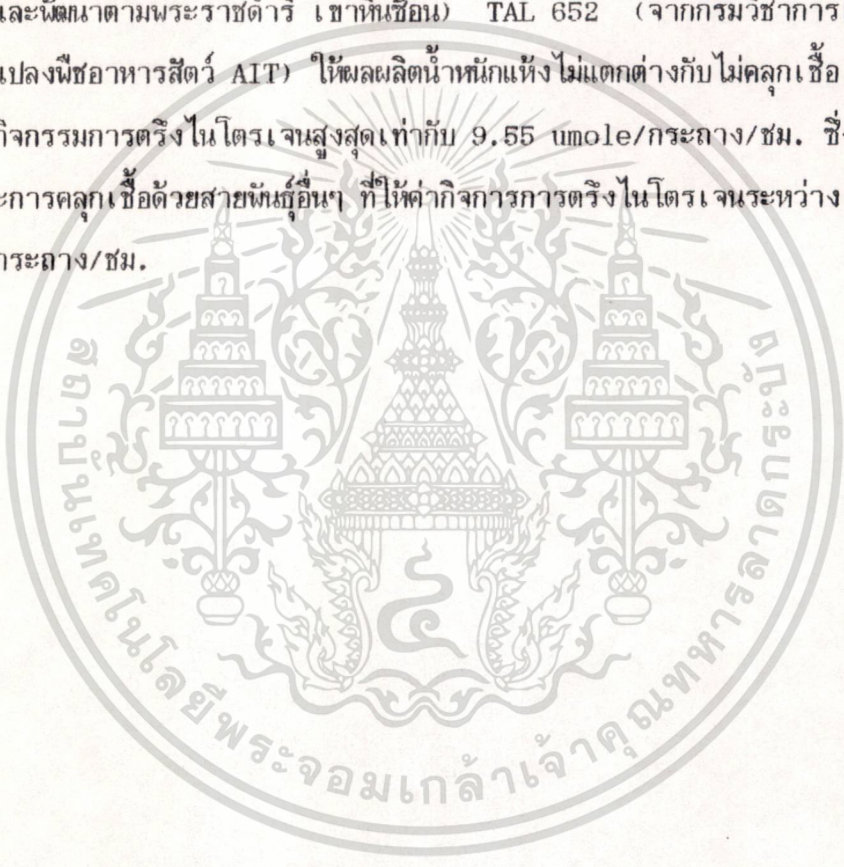 และพัฒนาตามพระราชดำริ เขาหินซ้อน) TAL 652 (จากกรมวิชาการ
แปลงพืชอาหารสัตว์ AIT) ให้ผลผลิตน้ำหนักแห้งไม่แตกต่างกับไม่คลุกเชื้อ
กิจกรรมการตรึงไนโตรเจนสูงสุดเท่ากับ 9.55 umole/กระถาง/ชม. ซึ่ง
ะการคลุกเชื้อด้วยสายพันธุ์อื่นๆ ที่ให้ค่ากิจการการตรึงไนโตรเจนระหว่าง
กระถาง/ชม.
สถาบันเทคโนโลยีพระจอมเกล้าเจ้าคุณทหารลาดกระบัง